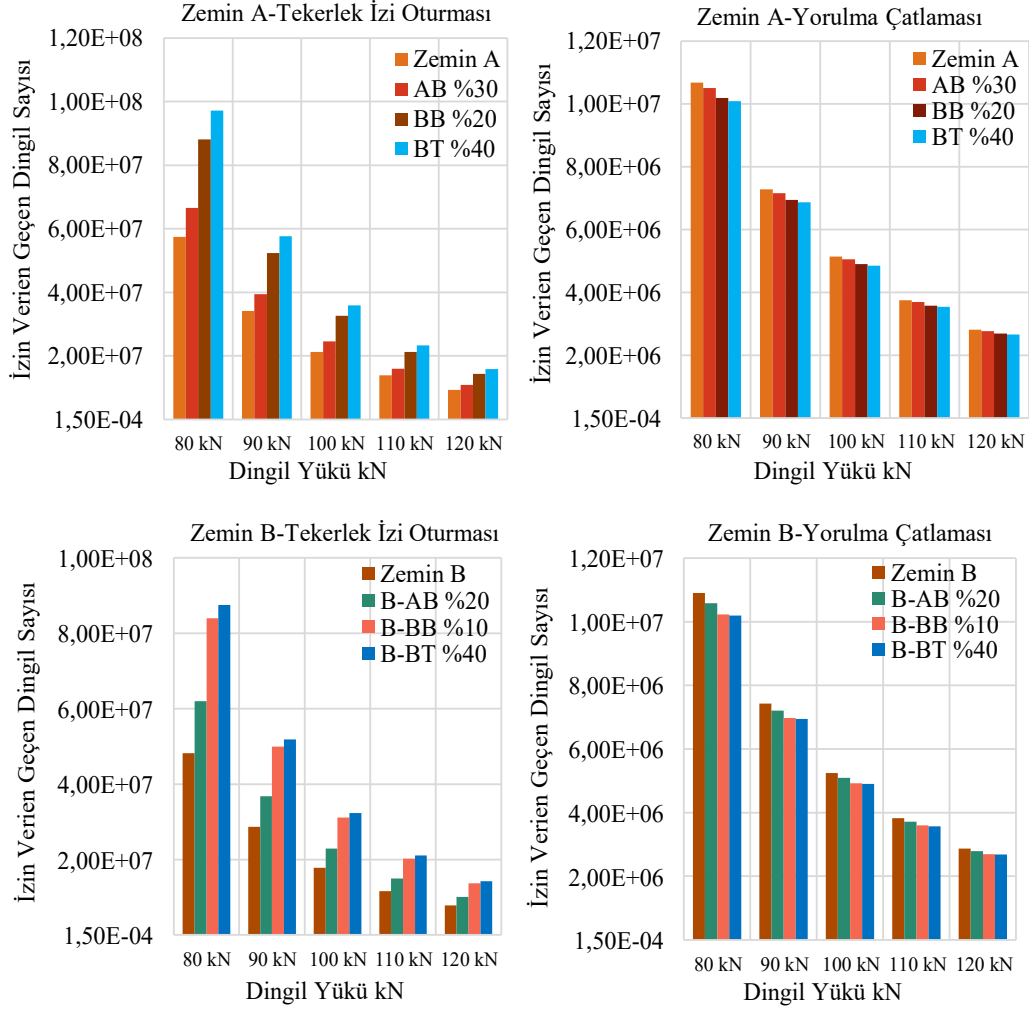 Zemin A-Tekerlek İzi Oturması
İzin Verien Geçen Dingil Sayısı
1,20E+08
1,00E+08
8,00E+07
6,00E+07
4,00E+07
2,00E+07
1,50E-04
Zemin A
AB %30
BB %20
BT %40
80 kN 90 kN 100 kN 110 kN 120 kN
Dingil Yükü kN
Zemin A-Yorulma Çatlaması
İzin Verien Geçen Dingil Sayısı
1,20E+07
1,00E+07
8,00E+06
6,00E+06
4,00E+06
2,00E+06
1,50E-04
Zemin A
AB %30
BB %20
BT %40
80 kN 90 kN 100 kN 110 kN 120 kN
Dingil Yükü kN
Zemin B-Tekerlek İzi Oturması
İzin Verien Geçen Dingil Sayısı
1,00E+08
8,00E+07
6,00E+07
4,00E+07
2,00E+07
1,50E-04
Zemin B
B-AB %20
B-BB %10
B-BT %40
80 kN 90 kN 100 kN 110 kN 120 kN
Dingil Yükü kN
Zemin B-Yorulma Çatlaması
İzin Verien Geçen Dingil Sayısı
1,20E+07
1,00E+07
8,00E+06
6,00E+06
4,00E+06
2,00E+06
1,50E-04
Zemin B
B-AB %20
B-BB %10
B-BT %40
80 kN 90 kN 100 kN 110 kN 120 kN
Dingil Yükü kN